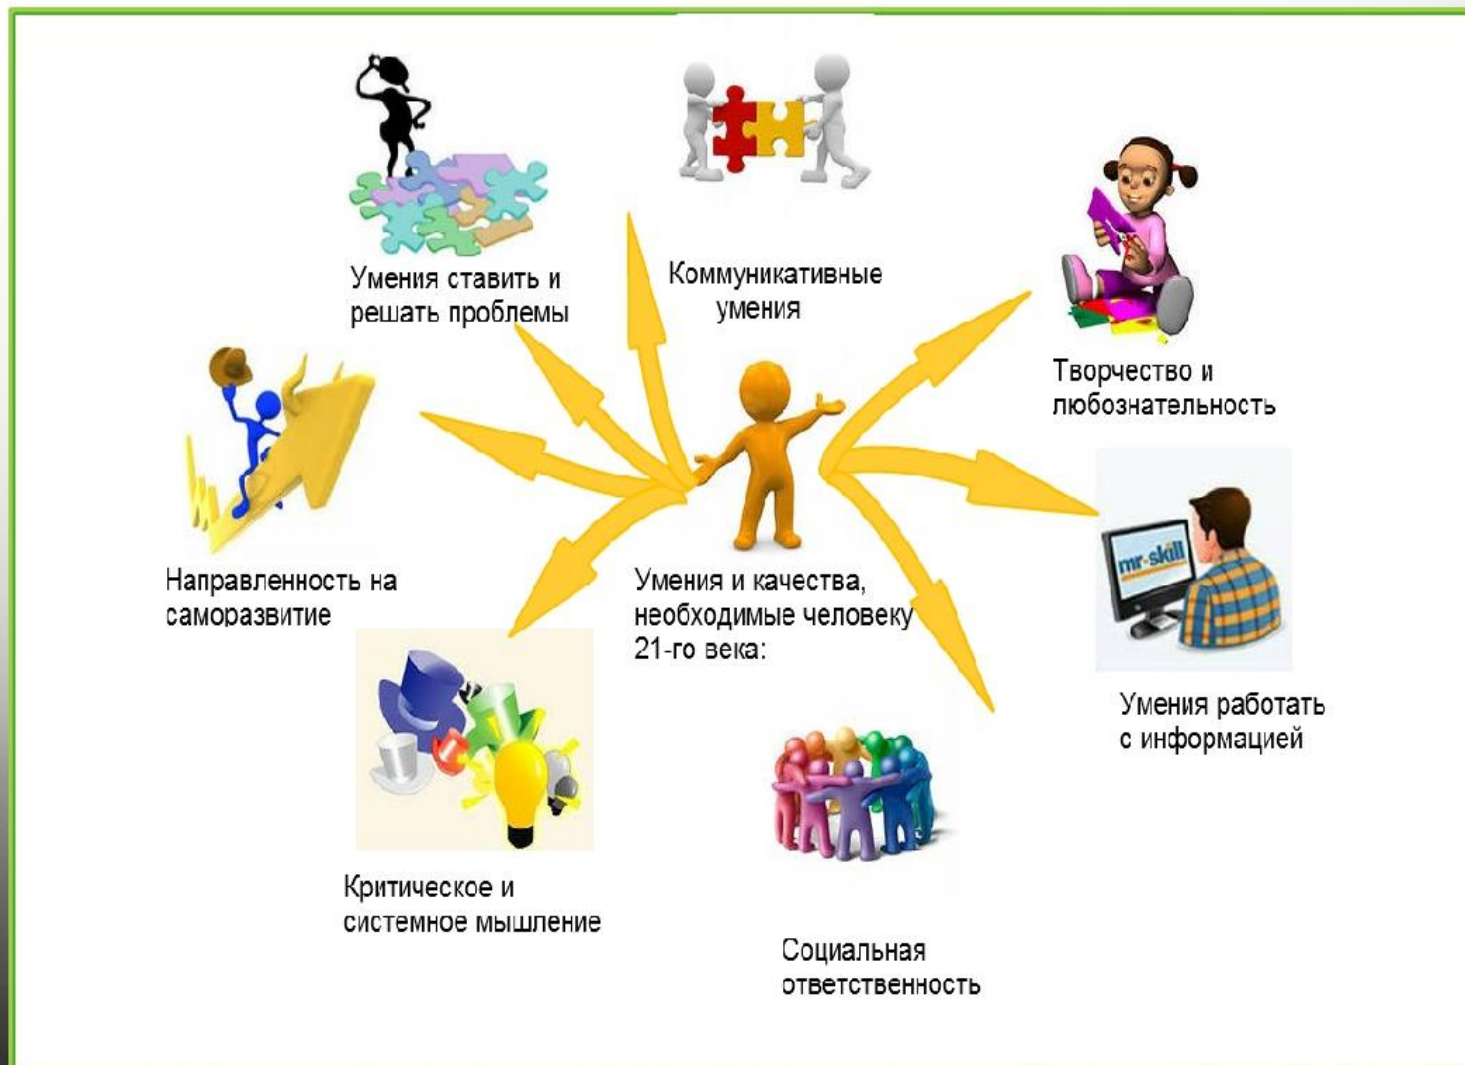 Умения ставить и
решать проблемы
Коммуникативные
умения
Творчество и
любознательность
Направленность на
саморазвитие
Умения и качества,
необходимые человеку
21-го века:
mr-skill
Умения работать
с информацией
Критическое и
системное мышление
Социальная
ответственность